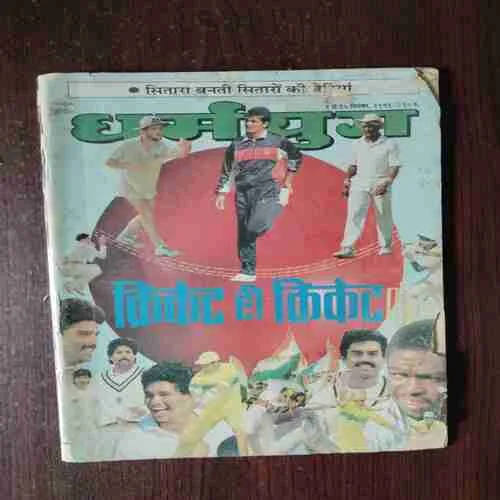 • सितारा बनती सितारों की बेटियां
धर्मयुग
क्रिकेट ही क्रिकेट